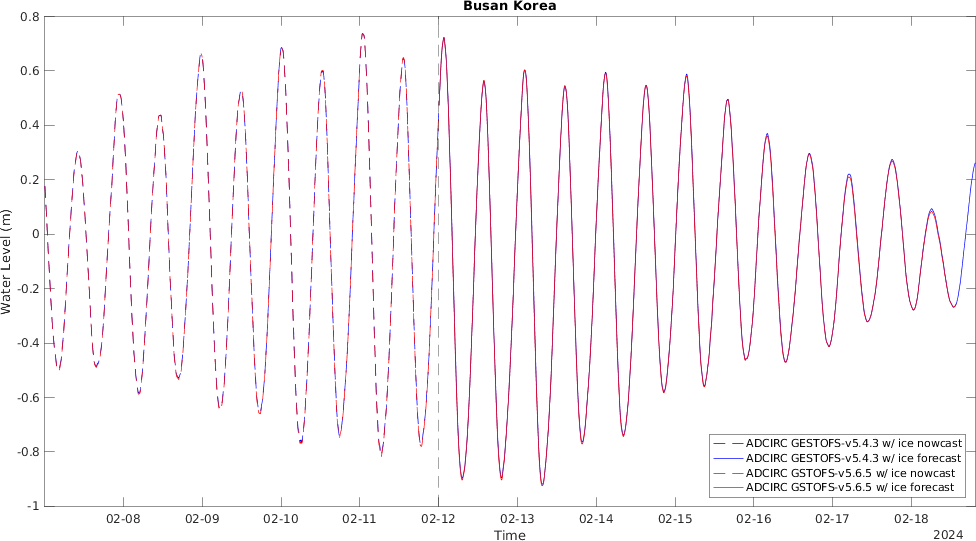 Busan Korea
0.8
0.6
0.4
0.2
0
-0.2
-0.4
-0.6
-0.8
-1
Water Level (m)
ADCIRC GESTOFS-v5.4.3 w/ ice nowcast
ADCIRC GESTOFS-v5.4.3 w/ ice forecast
ADCIRC GSTOFS-v5.6.5 w/ ice nowcast
ADCIRC GSTOFS-v5.6.5 w/ ice forecast
02-08 02-09 02-10 02-11 02-12 02-13 02-14 02-15 02-16 02-17 02-18
Time
2024